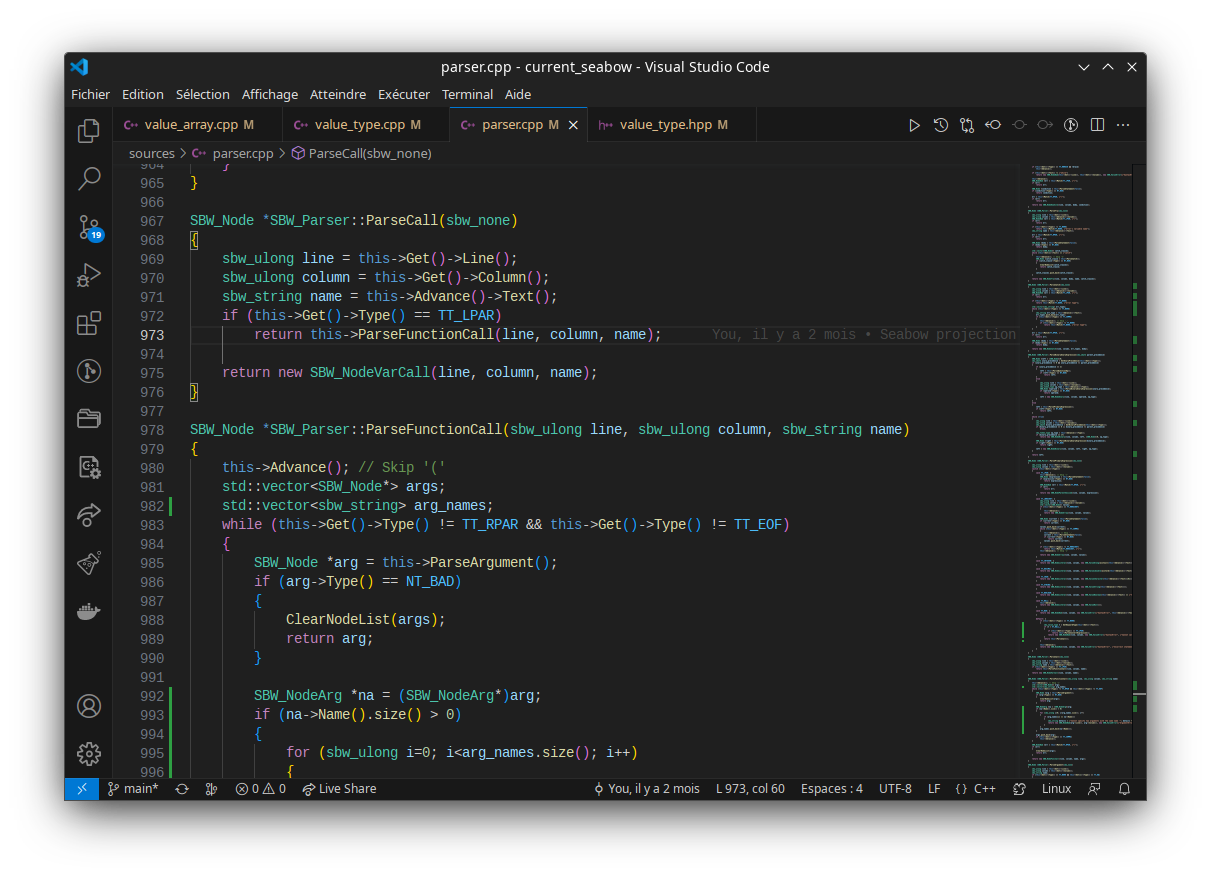 parser.cpp - current_seabow - Visual Studio Code
Fichier Edition Sélection Affichage Atteindre Exécuter Terminal Aide
C++ value_array.cpp M C++ value_type.cpp M C++ parser.cpp M h++ value_type.hpp M
sources > C++ parser.cpp > ParseCall(sbw_none)
964 }
965 }
966
967 SBW_Node *SBW_Parser::ParseCall(sbw_none)
968 {
969 sbw_ulong line = this->Get()->Line();
970 sbw_ulong column = this->Get()->Column();
971 sbw_string name = this->Advance()->Text();
972 if (this->Get()->Type() == TT_LPAR)
973 return this->ParseFunctionCall(line, column, name); You, il y a 2 mois • Seabow projection
974
975 return new SBW_NodeVarCall(line, column, name);
976 }
977
978 SBW_Node *SBW_Parser::ParseFunctionCall(sbw_ulong line, sbw_ulong column, sbw_string name)
979 {
980 this->Advance(); // Skip '('
981 std::vector<SBW_Node*> args;
982 std::vector<sbw_string> arg_names;
983 while (this->Get()->Type() != TT_RPAR && this->Get()->Type() != TT_EOF)
984 {
985 SBW_Node *arg = this->ParseArgument();
986 if (arg->Type() == NT_BAD)
987 {
988 ClearNodeList(args);
989 return arg;
990 }
991
992 SBW_NodeArg *na = (SBW_NodeArg*)arg;
993 if (na->Name().size() > 0)
994 {
995 for (sbw_ulong i=0; i<arg_names.size(); i++)
996 {
19
main* 0 0 Live Share You, il y a 2 mois L 973, col 60 Espaces : 4 UTF-8 LF {} C++ Linux